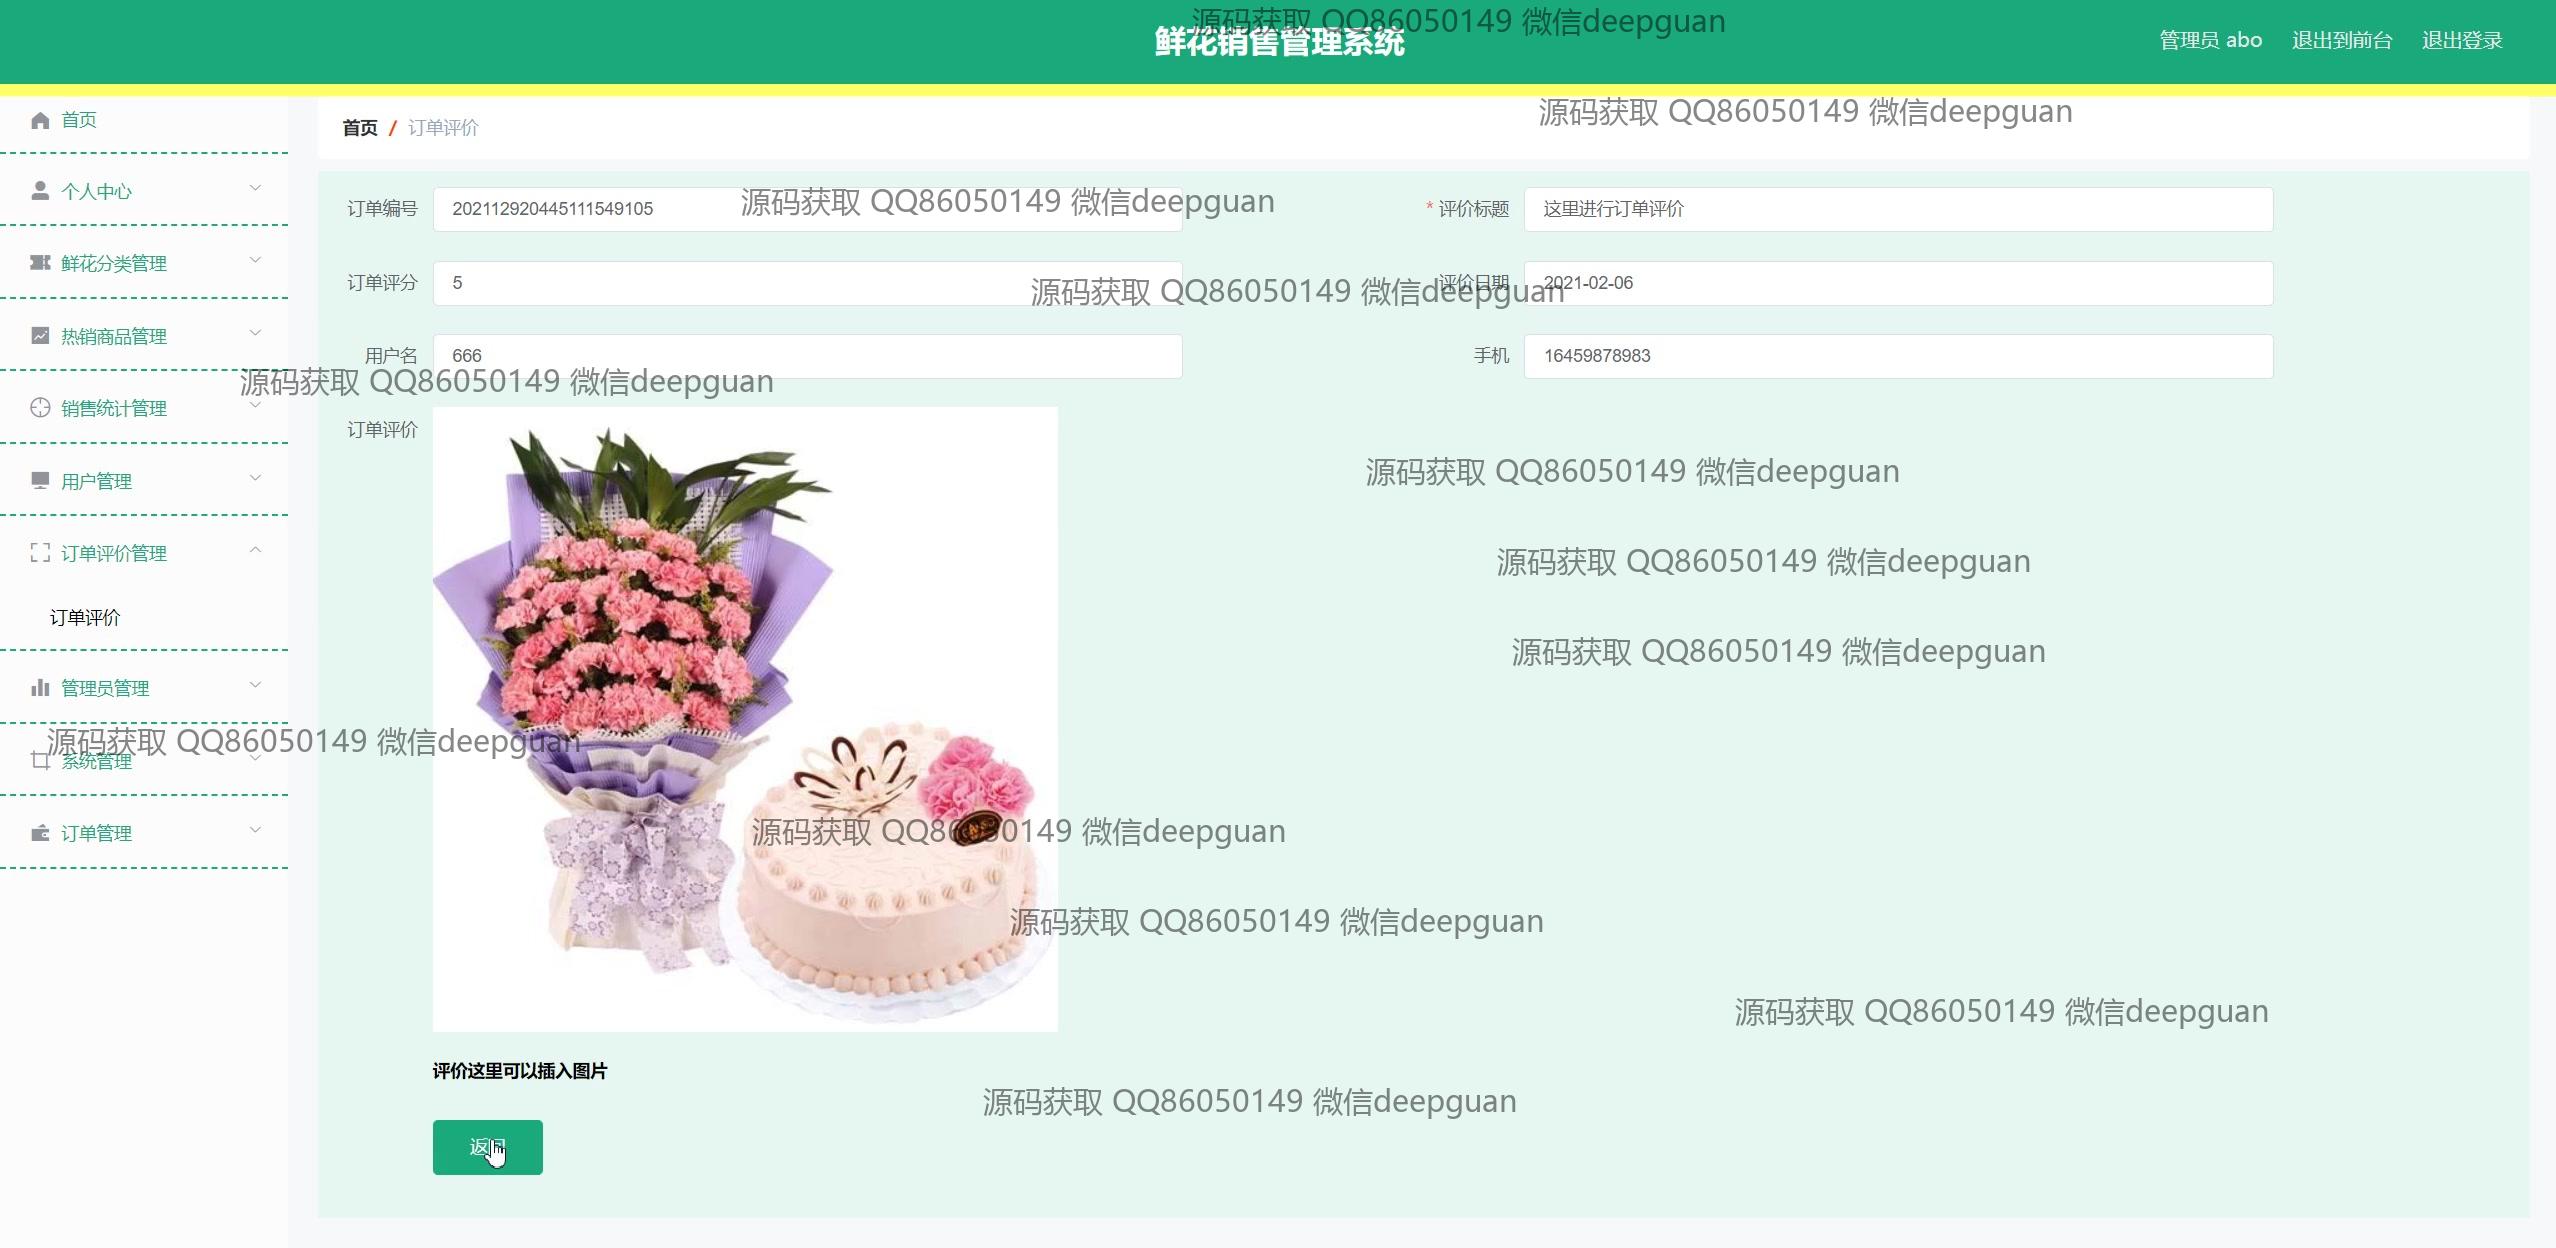 源码获取 QQ86050149 微信deepguan
鲜花销售管理系统
管理员 abo 退出到前台 退出登录
源码获取 QQ86050149 微信deepguan
首页
首页 / 订单评价
个人中心
订单编号 202112920445111549105
源码获取 QQ86050149 微信deepguan
* 评价标题 这里进行订单评价
鲜花分类管理
订单评分 5
源码获取 QQ86050149 微信deepguan
评价日期 2021-02-06
热销商品管理
用户名 666
手机 16459878983
源码获取 QQ86050149 微信deepguan
销售统计管理
订单评价
源码获取 QQ86050149 微信deepguan
用户管理
订单评价管理
源码获取 QQ86050149 微信deepguan
订单评价
源码获取 QQ86050149 微信deepguan
管理员管理
源码获取 QQ86050149 微信deepguan
系统管理
订单管理
源码获取 QQ86050149 微信deepguan
源码获取 QQ86050149 微信deepguan
源码获取 QQ86050149 微信deepguan
评价这里可以插入图片
源码获取 QQ86050149 微信deepguan
返回